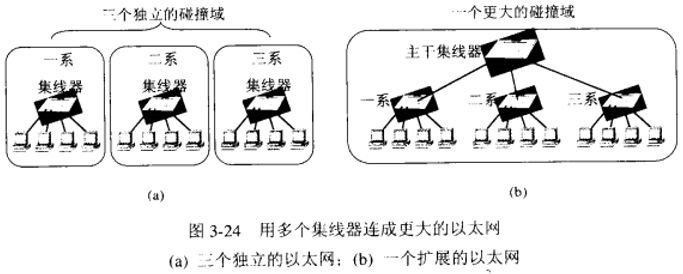 三个独立的碰撞域
一个更大的碰撞域
一系
二系
三系
集线器
集线器
集线器
主干集线器
一系
二系
三系
(a)
(b)
图 3-24 用多个集线器连成更大的以太网
(a) 三个独立的以太网；(b) 一个扩展的以太网